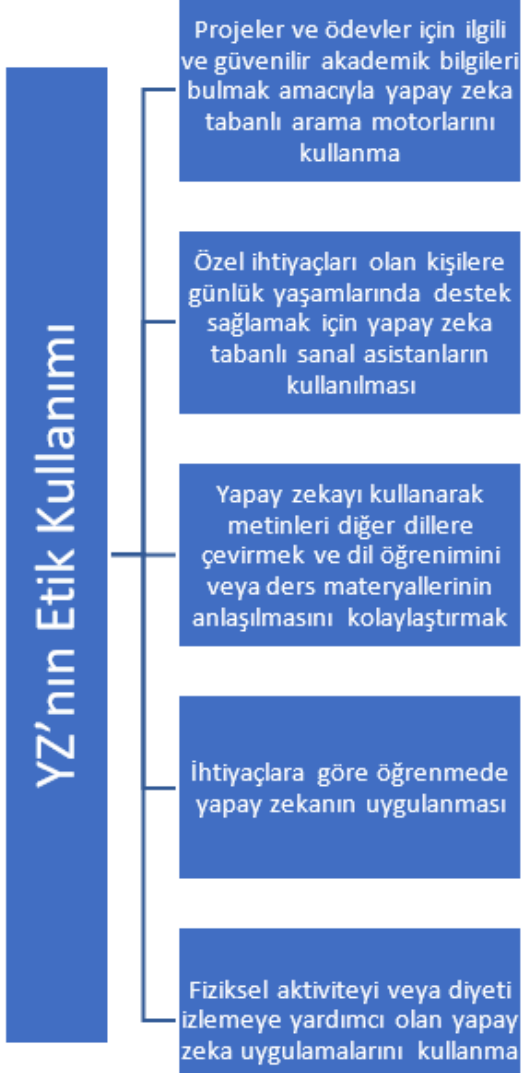 YZ'nın Etik Kullanımı
Projeler ve ödevler için ilgili
ve güvenilir akademik bilgileri
bulmak amacıyla yapay zeka
tabanlı arama motorlarını
kullanma
Özel ihtiyaçları olan kişilere
günlük yaşamlarında destek
sağlamak için yapay zeka
tabanlı sanal asistanların
kullanılması
Yapay zekayı kullanarak
metinleri diğer dillere
çevirmek ve dil öğrenimini
veya ders materyallerinin
anlaşılmasını kolaylaştırmak
İhtiyaçlara göre öğrenmede
yapay zekanın uygulanması
Fiziksel aktiviteyi veya diyeti
izlemeye yardımcı olan yapay
zeka uygulamalarını kullanma